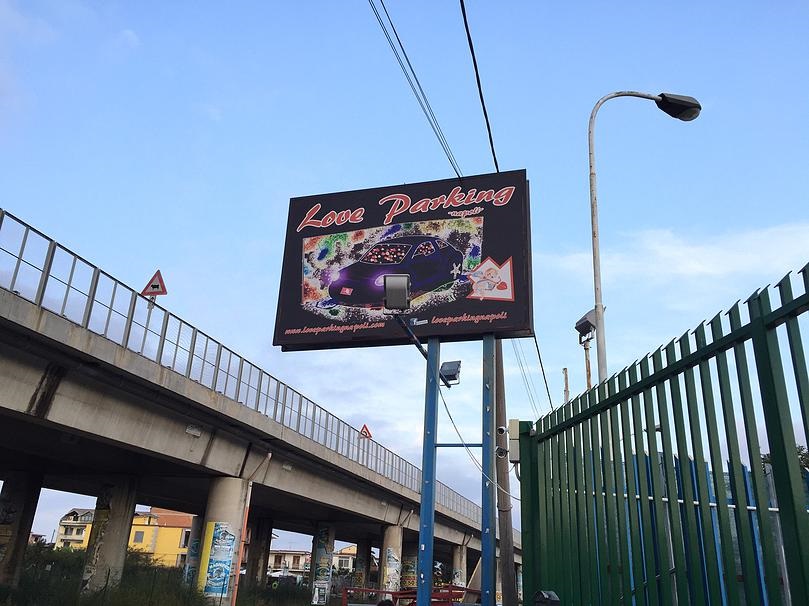 Love Parking
"napoli"
www.loveparkingnapoli.com
loveparkingnapoli